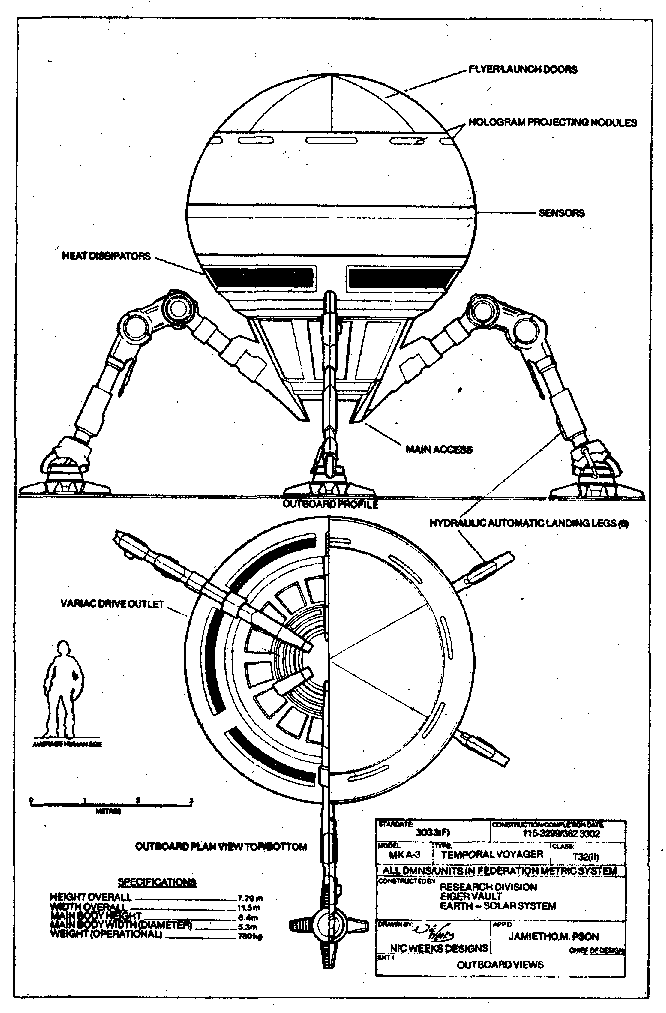 FLYER/LAUNCH DOORS
HOLOGRAM PROJECTING NODULES
SENSORS
HEAT DISSIPATORS
MAIN ACCESS
OUTBOARD PROFILE
HYDRAULIC AUTOMATIC LANDING LEGS (6)
VARIAC DRIVE OUTLET
AVERAGE HUMAN SIZE
0 1 2 3
METRES
OUTBOARD PLAN VIEW TOP/BOTTOM
SPECIFICATIONS
HEIGHT OVERALL 7.29 m
WIDTH OVERALL 11.5 m
MAIN BODY HEIGHT 6.4m
MAIN BODY WIDTH (DIAMETER) 5.3m
WEIGHT (OPERATIONAL) 780 kg
STARDATE: CONSTRUCTION/COMPLETION DATE
303.3(F) 115-3299/362 3302
MODEL: TYPE: CLASS:
MK A-3 TEMPORAL VOYAGER T32(II)
ALL DMNS/UNITS IN FEDERATION METRIC SYSTEM
CONSTRUCTED BY RESEARCH DIVISION
EIGER VAULT
EARTH - SOLAR SYSTEM
DRAWN BY APP'D
NIC WEEKS DESIGNS JAMIETHO,M. PSON
CHIEF OF DESIGN
SHT 1
OUTBOARD VIEWS